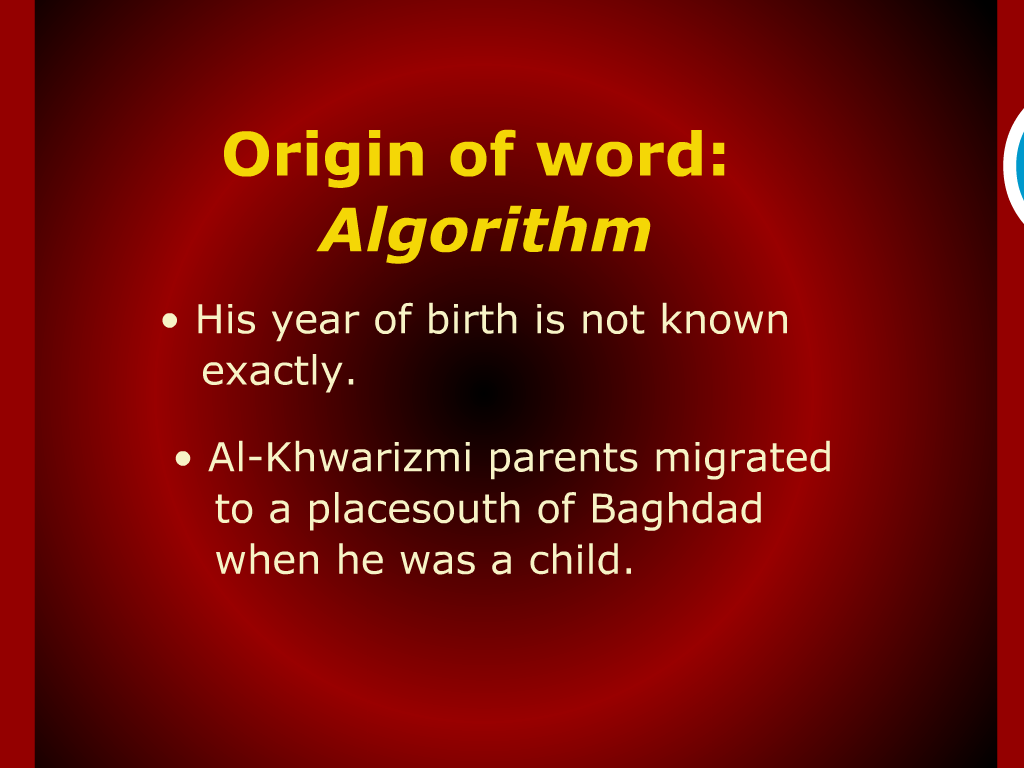 Origin of word:
Algorithm
• His year of birth is not known
exactly.
• Al-Khwarizmi parents migrated
to a placesouth of Baghdad
when he was a child.